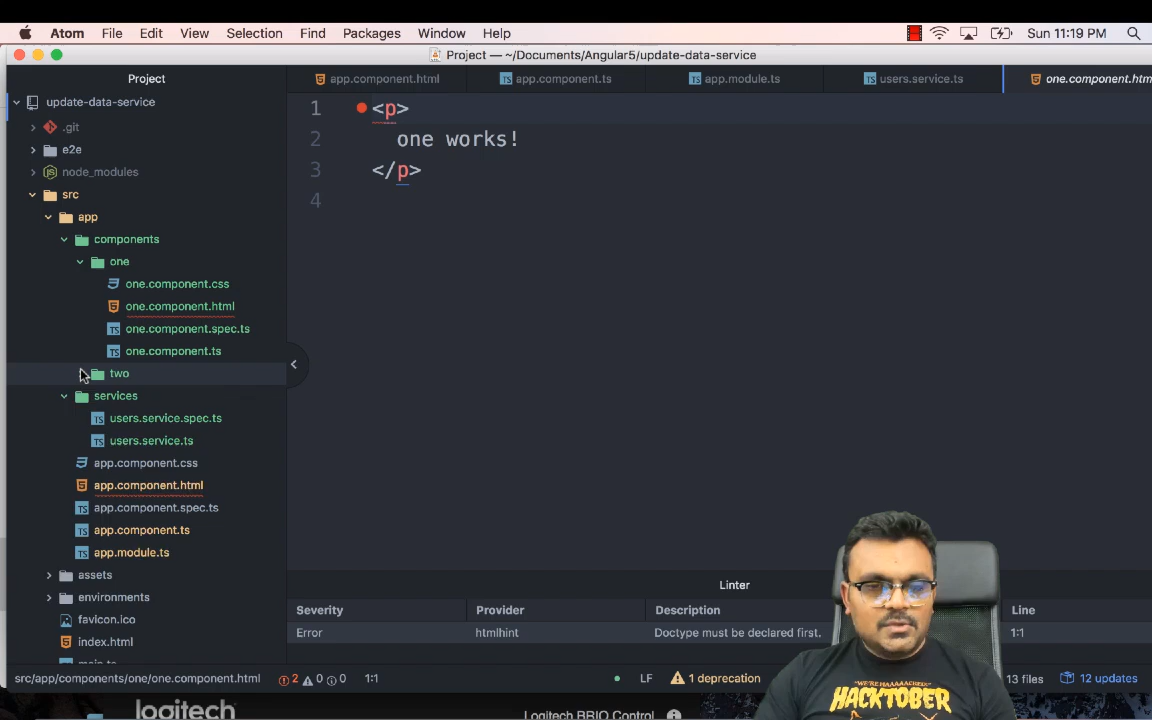 Atom File Edit View Selection Find Packages Window Help Sun 11:19 PM
Project — ~/Documents/Angular5/update-data-service
Project
app.component.html app.component.ts app.module.ts users.service.ts one.component.htm
update-data-service
.git
e2e
node_modules
src
app
components
one
one.component.css
one.component.html
one.component.spec.ts
one.component.ts
two
services
users.service.spec.ts
users.service.ts
app.component.css
app.component.html
app.component.spec.ts
app.component.ts
app.module.ts
assets
environments
favicon.ico
index.html
main.ts
1 <p>
2 one works!
3 </p>
4
Linter
Severity Provider Description Line
Error htmlhint Doctype must be declared first. 1:1
src/app/components/one/one.component.html 2 0 0 1:1 LF 1 deprecation 13 files 12 updates
logitech Logitech BRIO Control
"WE'RE HAAAAACKERS"
HACKTOBER